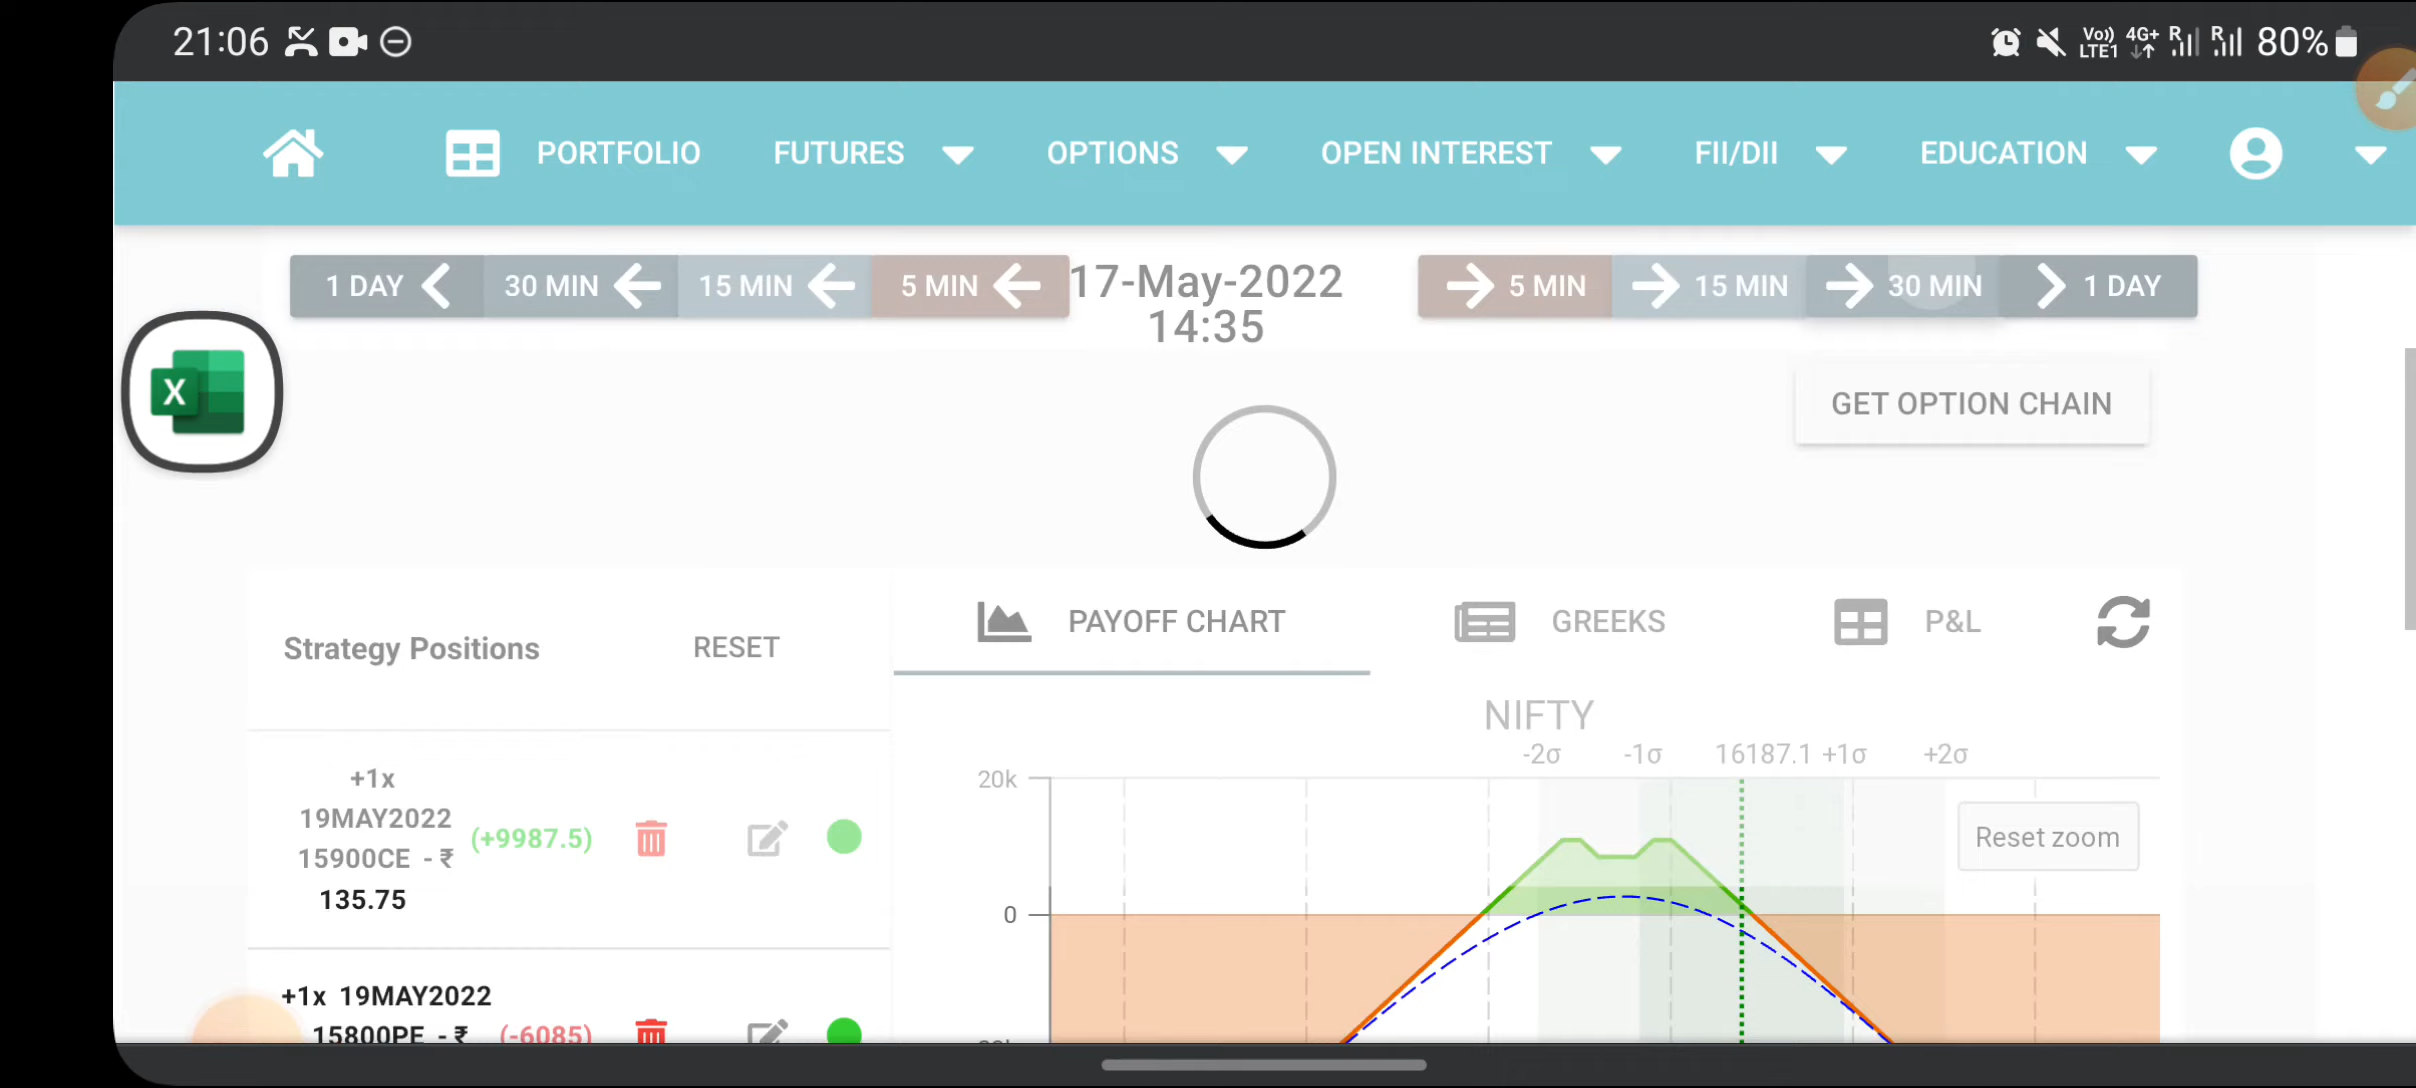 21:06
Vo)) LTE1 4G+ R R 80%
PORTFOLIO FUTURES OPTIONS OPEN INTEREST FII/DII EDUCATION
1 DAY 30 MIN 15 MIN 5 MIN 17-May-2022 5 MIN 15 MIN 30 MIN 1 DAY
14:35
X
GET OPTION CHAIN
Strategy Positions RESET
PAYOFF CHART GREEKS P&L
NIFTY
-2σ -1σ 16187.1 +1σ +2σ
20k
Reset zoom
0
+1x
19MAY2022 (+9987.5)
15900CE - ₹
135.75
+1x 19MAY2022
15800PE - ₹ (-6085)